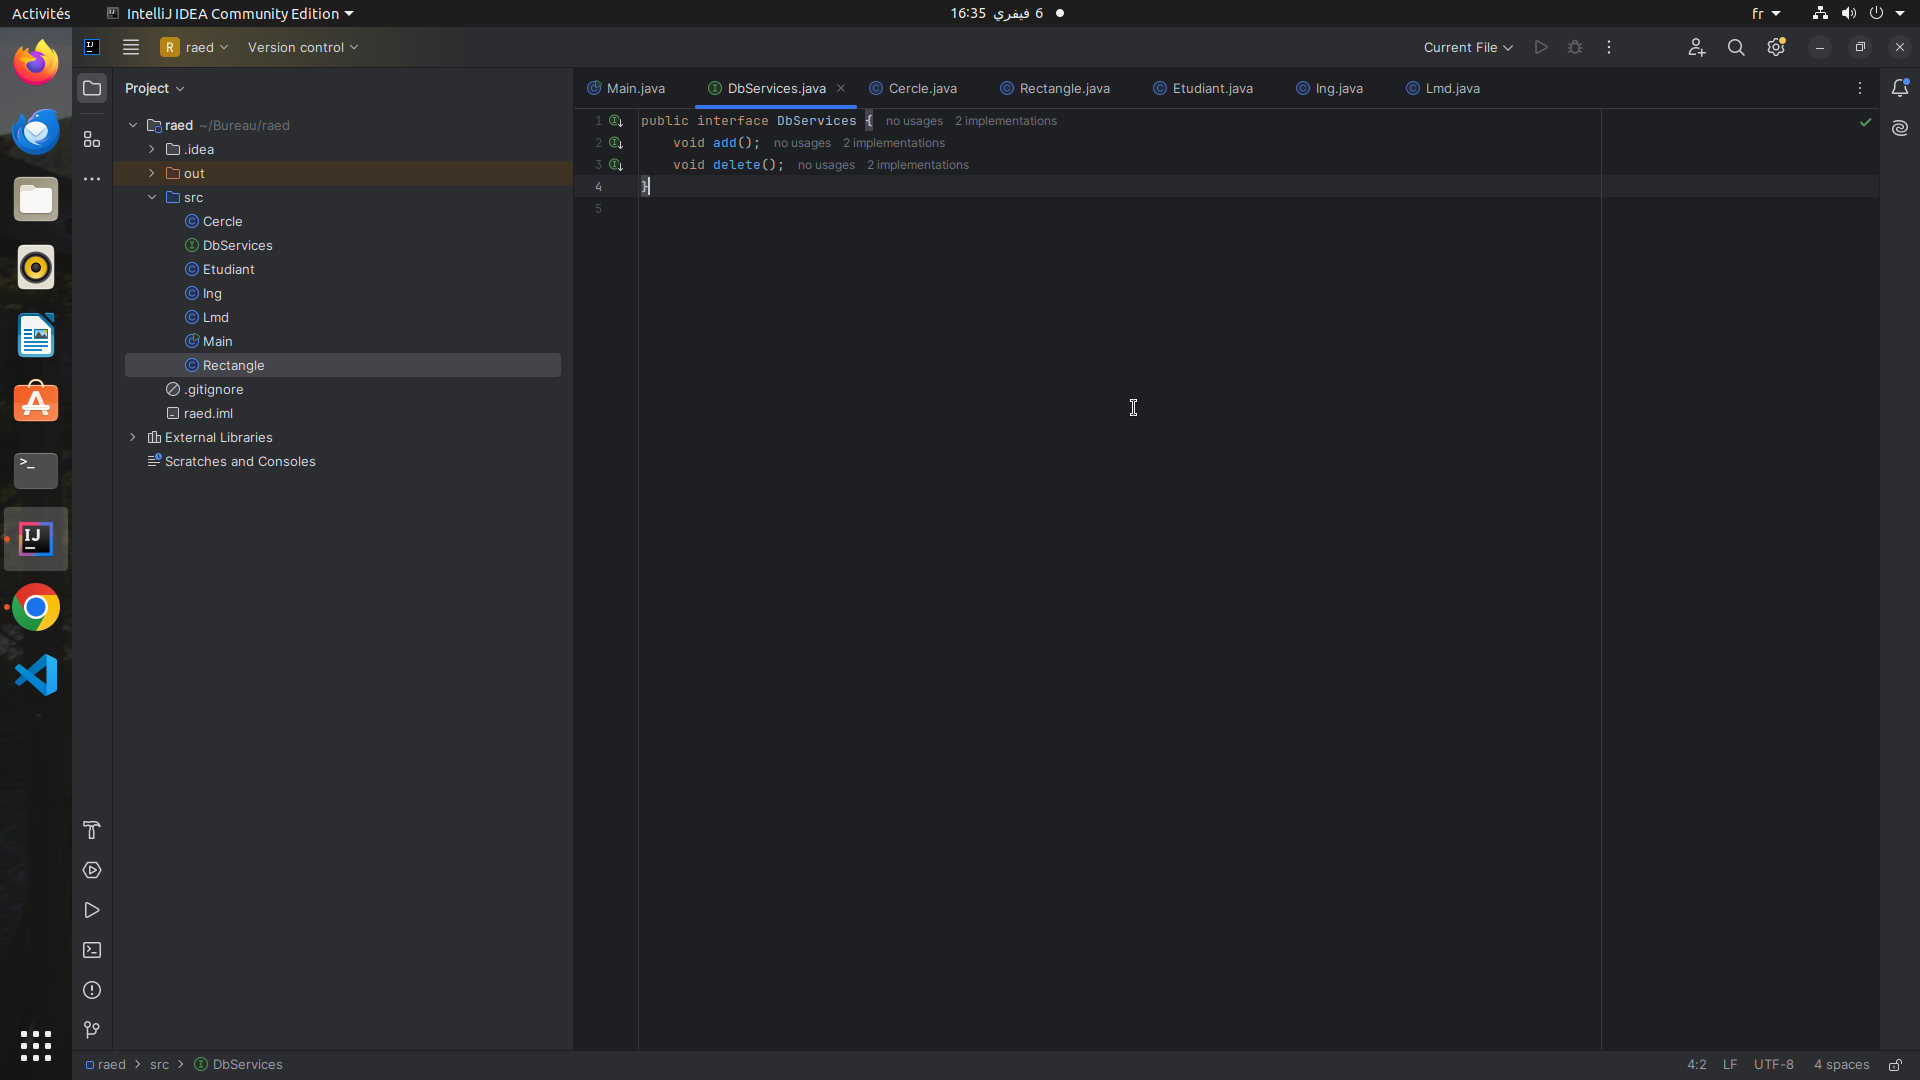 Activités
IntelliJ IDEA Community Edition
16:35 6 فيفري
fr
R raed
Version control
Current File
Project
Main.java
DbServices.java
Cercle.java
Rectangle.java
Etudiant.java
Ing.java
Lmd.java
raed ~/Bureau/raed
.idea
out
src
Cercle
DbServices
Etudiant
Ing
Lmd
Main
Rectangle
.gitignore
raed.iml
External Libraries
Scratches and Consoles
1 public interface DbServices { no usages 2 implementations
2 void add(); no usages 2 implementations
3 void delete(); no usages 2 implementations
4 }
5
raed > src > DbServices
4:2 LF UTF-8 4 spaces